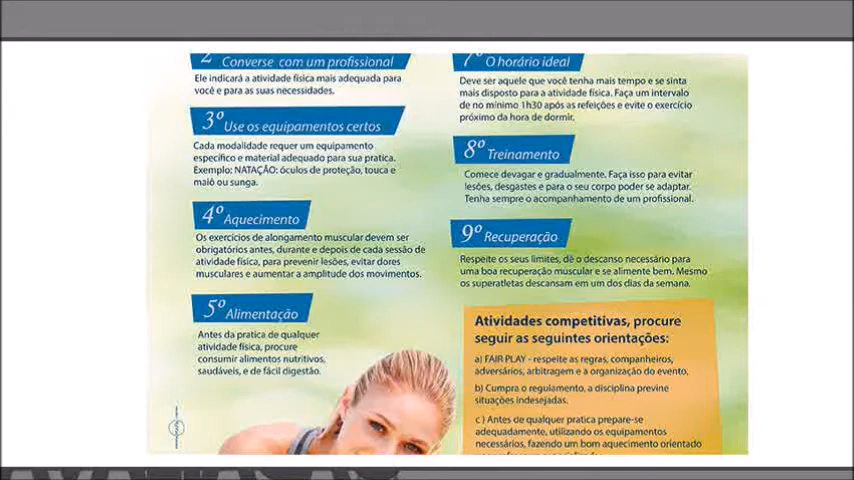 2º Converse com um profissional
Ele indicará a atividade física mais adequada para
você e para as suas necessidades.
3º Use os equipamentos certos
Cada modalidade requer um equipamento
específico e material adequado para sua pratica.
Exemplo: NATAÇÃO: óculos de proteção, touca e
maiô ou sunga.
4º Aquecimento
Os exercícios de alongamento muscular devem ser
obrigatórios antes, durante e depois de cada sessão de
atividade física, para prevenir lesões, evitar dores
musculares e aumentar a amplitude dos movimentos.
5º Alimentação
Antes da pratica de qualquer
atividade física, procure
consumir alimentos nutritivos,
saudáveis, e de fácil digestão.
7º O horário ideal
Deve ser aquele que você tenha mais tempo e se sinta
mais disposto para a atividade física. Faça um intervalo
de no mínimo 1h30 após as refeições e evite o exercício
próximo da hora de dormir.
8º Treinamento
Comece devagar e gradualmente. Faça isso para evitar
lesões, desgastes e para o seu corpo poder se adaptar.
Tenha sempre o acompanhamento de um profissional.
9º Recuperação
Respeite os seus limites, dê o descanso necessário para
uma boa recuperação muscular e se alimente bem. Mesmo
os superatletas descansam em um dos dias da semana.
Atividades competitivas, procure
seguir as seguintes orientações:
a) FAIR PLAY - respeite as regras, companheiros,
adversários, arbitragem e a organização do evento.
b) Cumpra o regulamento, a disciplina previne
situações indesejadas.
c ) Antes de qualquer pratica prepare-se
adequadamente, utilizando os equipamentos
necessários, fazendo um bom aquecimento orientado